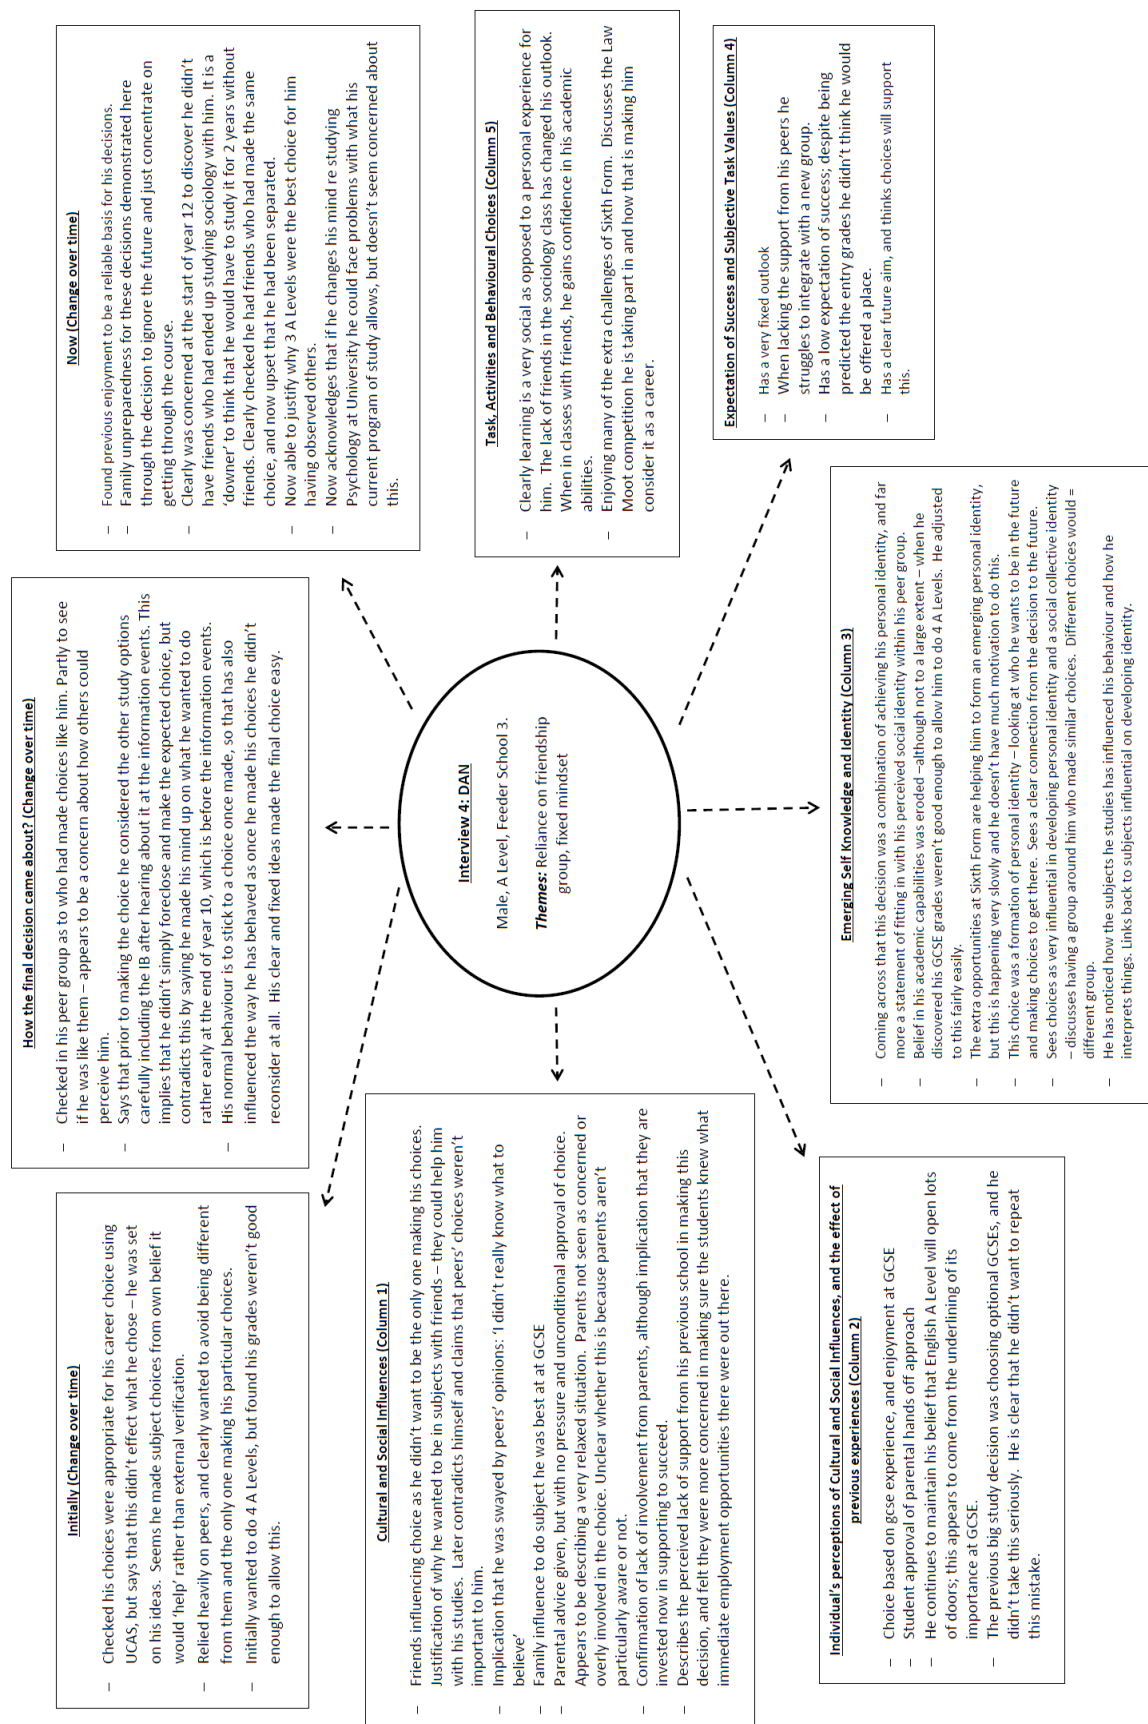 Initially (Change over time)
– Checked his choices were appropriate for his career choice using
UCAS, but says that this didn't effect what he chose – he was set
on his ideas. Seems he made subject choices from own belief it
would 'help' rather than external verification.
– Relied heavily on peers, and clearly wanted to avoid being different
from them and the only one making his particular choices.
– Initially wanted to do 4 A Levels, but found his grades weren't good
enough to allow this.
How the final decision came about? (Change over time)
– Checked in his peer group as to who had made choices like him. Partly to see
if he was like them – appears to be a concern about how others could
perceive him.
– Says that prior to making the choice he considered the other study options
carefully including the IB after hearing about it at the information events. This
implies that he didn't simply foreclose and make the expected choice, but
contradicts this by saying he made his mind up on what he wanted to do
rather early at the end of year 10, which is before the information events.
– His normal behaviour is to stick to a choice once made, so that has also
influenced the way he has behaved as once he made his choices he didn't
reconsider at all. His clear and fixed ideas made the final choice easy.
Now (Change over time)
– Found previous enjoyment to be a reliable basis for his decisions.
– Family unpreparedness for these decisions demonstrated here
through the decision to ignore the future and just concentrate on
getting through the course.
– Clearly was concerned at the start of year 12 to discover he didn't
have friends who had ended up studying sociology with him. It is a
'downer' to think that he would have to study it for 2 years without
friends. Clearly checked he had friends who had made the same
choice, and now upset that he had been separated.
– Now able to justify why 3 A Levels were the best choice for him
having observed others.
– Now acknowledges that if he changes his mind re studying
Psychology at University he could face problems with what his
current program of study allows, but doesn't seem concerned about
this.
Cultural and Social Influences (Column 1)
– Friends influencing choice as he didn't want to be the only one making his choices.
Justification of why he wanted to be in subjects with friends – they could help him
with his studies. Later contradicts himself and claims that peers' choices weren't
important to him.
– Implication that he was swayed by peers' opinions: 'I didn't really know what to
believe'
– Family influence to do subject he was best at at GCSE
– Parental advice given, but with no pressure and unconditional approval of choice.
Appears to be describing a very relaxed situation. Parents not seen as concerned or
overly involved in the choice. Unclear whether this is because parents aren't
particularly aware or not.
– Confirmation of lack of involvement from parents, although implication that they are
invested now in supporting to succeed.
– Describes the perceived lack of support from his previous school in making this
decision, and felt they were more concerned in making sure the students knew what
immediate employment opportunities there were out there.
Interview 4: DAN
Male, A Level, Feeder School 3.
Themes: Reliance on friendship
group, fixed mindset
Task, Activities and Behavioural Choices (Column 5)
– Clearly learning is a very social as opposed to a personal experience for
him. The lack of friends in the sociology class has changed his outlook.
When in classes with friends, he gains confidence in his academic
abilities.
– Enjoying many of the extra challenges of Sixth Form. Discusses the Law
Moot competition he is taking part in and how that is making him
consider it as a career.
Individual's perceptions of Cultural and Social Influences, and the effect of
previous experiences (Column 2)
– Choice based on gcse experience, and enjoyment at GCSE
– Student approval of parental hands off approach
– He continues to maintain his belief that English A Level will open lots
of doors; this appears to come from the underlining of its
importance at GCSE.
– The previous big study decision was choosing optional GCSEs, and he
didn't take this seriously. He is clear that he didn't want to repeat
this mistake.
Emerging Self Knowledge and Identity (Column 3)
– Coming across that this decision was a combination of achieving his personal identity, and far
more a statement of fitting in with his perceived social identity within his peer group.
– Belief in his academic capabilities was eroded –although not to a large extent – when he
discovered his GCSE grades weren't good enough to allow him to do 4 A Levels. He adjusted
to this fairly easily.
– The extra opportunities at Sixth Form are helping him to form an emerging personal identity,
but this is happening very slowly and he doesn't have much motivation to do this.
– This choice was a formation of personal identity – looking at who he wants to be in the future
and making choices to get there. Sees a clear connection from the decision to the future.
– Sees choices as very influential in developing personal identity and a social collective identity
– discusses having a group around him who made similar choices. Different choices would =
different group.
– He has noticed how the subjects he studies has influenced his behaviour and how he
interprets things. Links back to subjects influential on developing identity.
Expectation of Success and Subjective Task Values (Column 4)
– Has a very fixed outlook
– When lacking the support from his peers he
struggles to integrate with a new group.
– Has a low expectation of success; despite being
predicted the entry grades he didn't think he would
be offered a place.
– Has a clear future aim, and thinks choices will support
this.